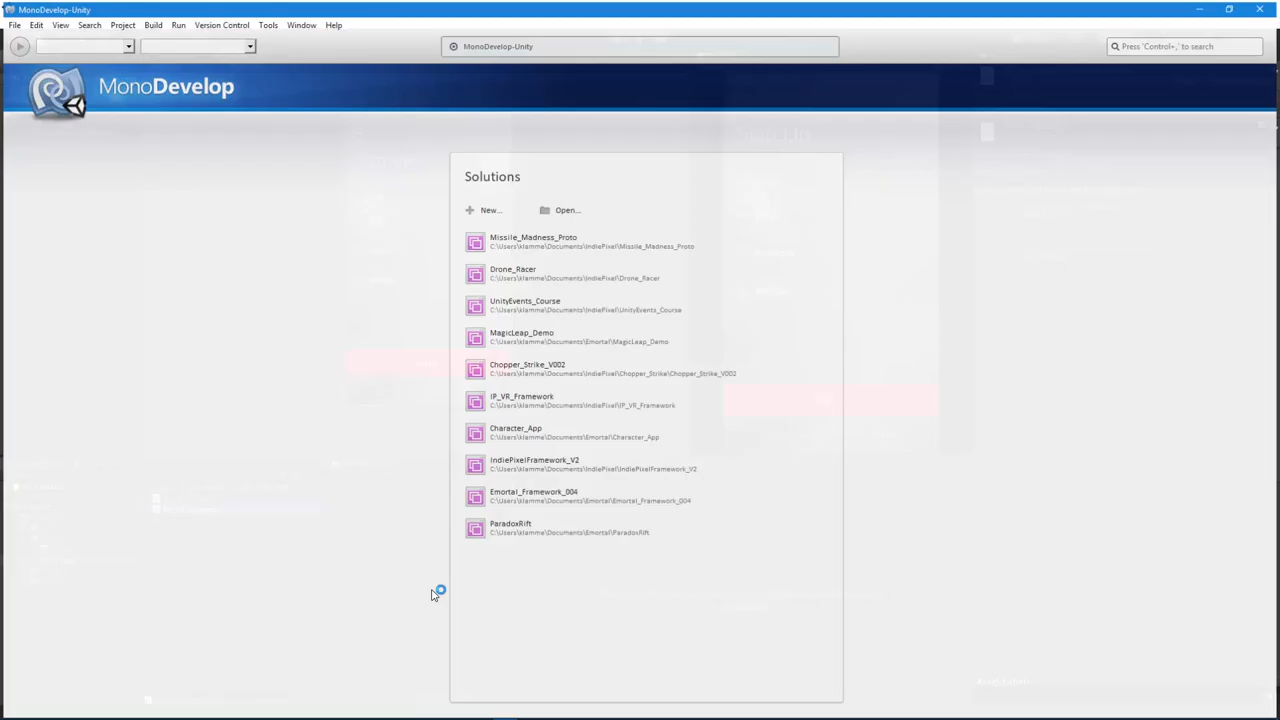 MonoDevelop-Unity
File Edit View Search Project Build Run Version Control Tools Window Help
MonoDevelop-Unity
Press 'Control+,' to search
MonoDevelop
Solutions
New... Open...
Missile_Madness_Proto
C:\Users\klamme\Documents\IndiePixel\Missile_Madness_Proto
Drone_Racer
C:\Users\klamme\Documents\IndiePixel\Drone_Racer
UnityEvents_Course
C:\Users\klamme\Documents\IndiePixel\UnityEvents_Course
MagicLeap_Demo
C:\Users\klamme\Documents\Emortal\MagicLeap_Demo
Chopper_Strike_V002
C:\Users\klamme\Documents\IndiePixel\Chopper_Strike\Chopper_Strike_V002
IP_VR_Framework
C:\Users\klamme\Documents\IndiePixel\IP_VR_Framework
Character_App
C:\Users\klamme\Documents\Emortal\Character_App
IndiePixelFramework_V2
C:\Users\klamme\Documents\IndiePixel\IndiePixelFramework_V2
Emortal_Framework_004
C:\Users\klamme\Documents\Emortal\Emortal_Framework_004
ParadoxRift
C:\Users\klamme\Documents\Emortal\ParadoxRift